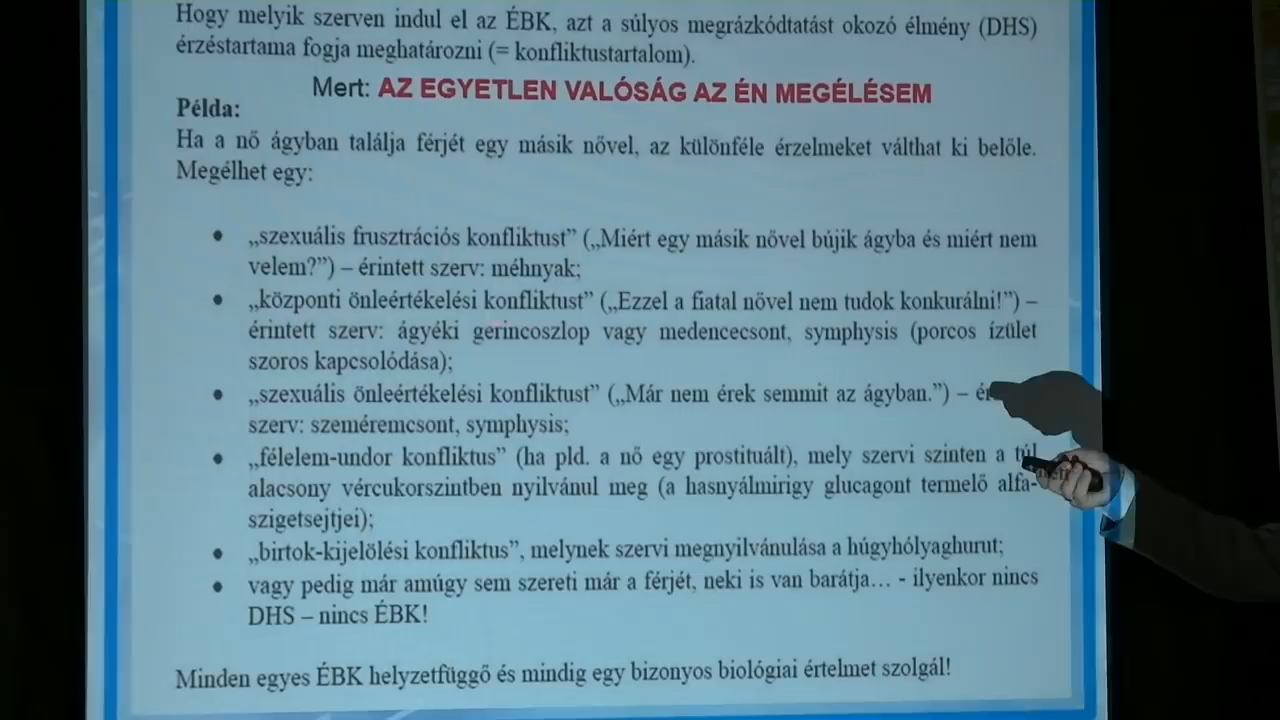 Hogy melyik szerven indul el az ÉBK, azt a súlyos megrázkódtatást okozó élmény (DHS)
érzéstartama fogja meghatározni (= konfliktustartalom).
Mert: AZ EGYETLEN VALÓSÁG AZ ÉN MEGÉLÉSEM
Példa:
Ha a nő ágyban találja férjét egy másik nővel, az különféle érzelmeket válthat ki belőle.
Megélhet egy:
• „szexuális frusztrációs konfliktust” („Miért egy másik nővel bújik ágyba és miért nem
velem?”) – érintett szerv: méhnyak;
• „központi önleértékelési konfliktust” („Ezzel a fiatal nővel nem tudok konkurálni!”) –
érintett szerv: ágyéki gerincoszlop vagy medencecsont, symphysis (porcos ízület
szoros kapcsolódása);
• „szexuális önleértékelési konfliktust” („Már nem érek semmit az ágyban.”) –
szerv: szeméremcsont, symphysis;
• „félelem-undor konfliktus” (ha pld. a nő egy prostituált), mely szervi szinten a túl
alacsony vércukorszintben nyilvánul meg (a hasnyálmirigy glucagont termelő alfa-
szigetsejtjei);
• „birtok-kijelölési konfliktus”, melynek szervi megnyilvánulása a húgyhólyaghurut;
• vagy pedig már amúgy sem szereti már a férjét, neki is van barátja… - ilyenkor nincs
DHS – nincs ÉBK!
Minden egyes ÉBK helyzetfüggő és mindig egy bizonyos biológiai értelmet szolgál!